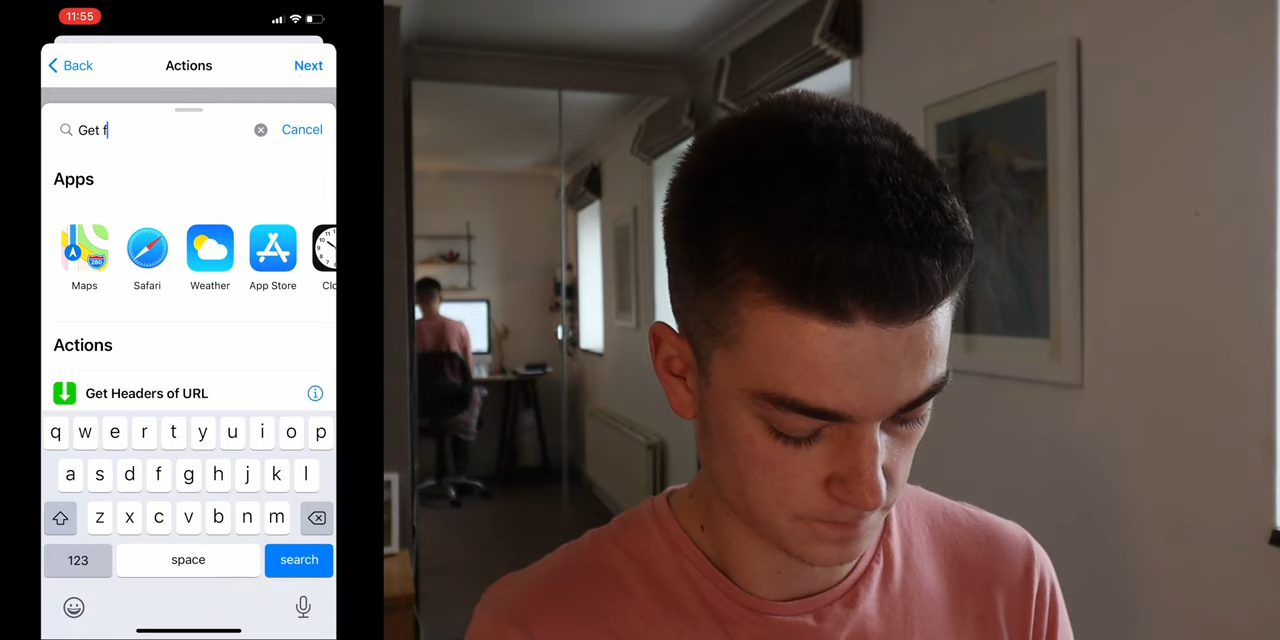 11:55
Back Actions Next
Get f Cancel
Apps
Maps Safari Weather App Store Clo
Actions
Get Headers of URL
q w e r t y u i o p
a s d f g h j k l
z x c v b n m
123 space search